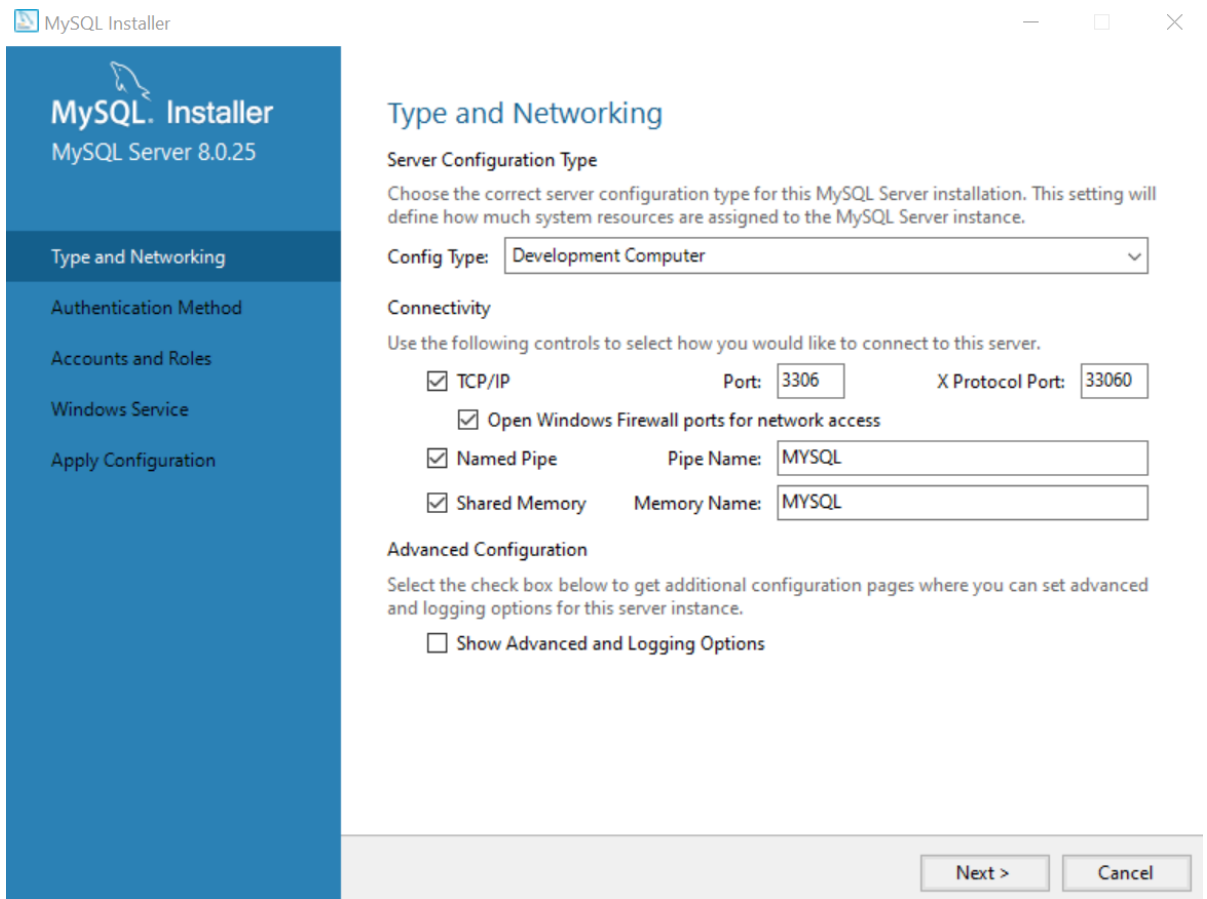 MySQL Installer
MySQL. Installer
MySQL Server 8.0.25
Type and Networking
Authentication Method
Accounts and Roles
Windows Service
Apply Configuration
Type and Networking
Server Configuration Type
Choose the correct server configuration type for this MySQL Server installation. This setting will
define how much system resources are assigned to the MySQL Server instance.
Config Type: Development Computer
Connectivity
Use the following controls to select how you would like to connect to this server.
TCP/IP Port: 3306 X Protocol Port: 33060
Open Windows Firewall ports for network access
Named Pipe Pipe Name: MYSQL
Shared Memory Memory Name: MYSQL
Advanced Configuration
Select the check box below to get additional configuration pages where you can set advanced
and logging options for this server instance.
Show Advanced and Logging Options
Next > Cancel